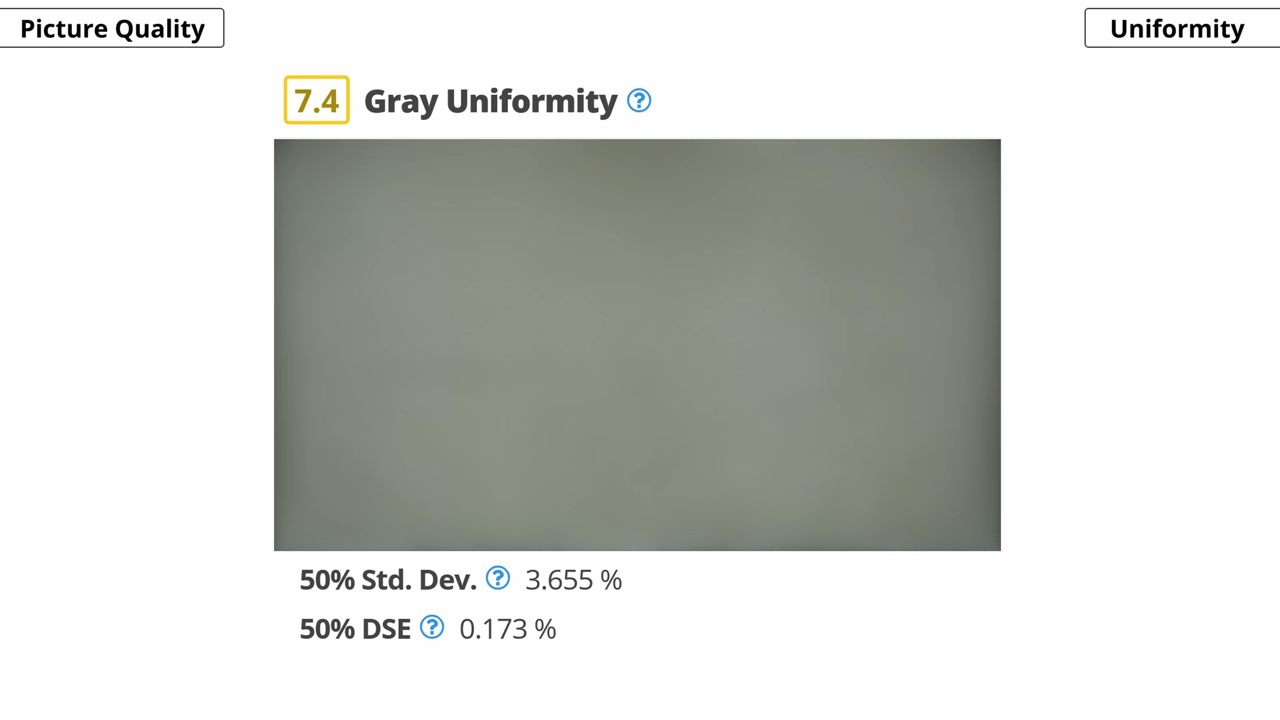 Picture Quality
Uniformity
7.4 Gray Uniformity ?
50% Std. Dev. ? 3.655 %
50% DSE ? 0.173 %